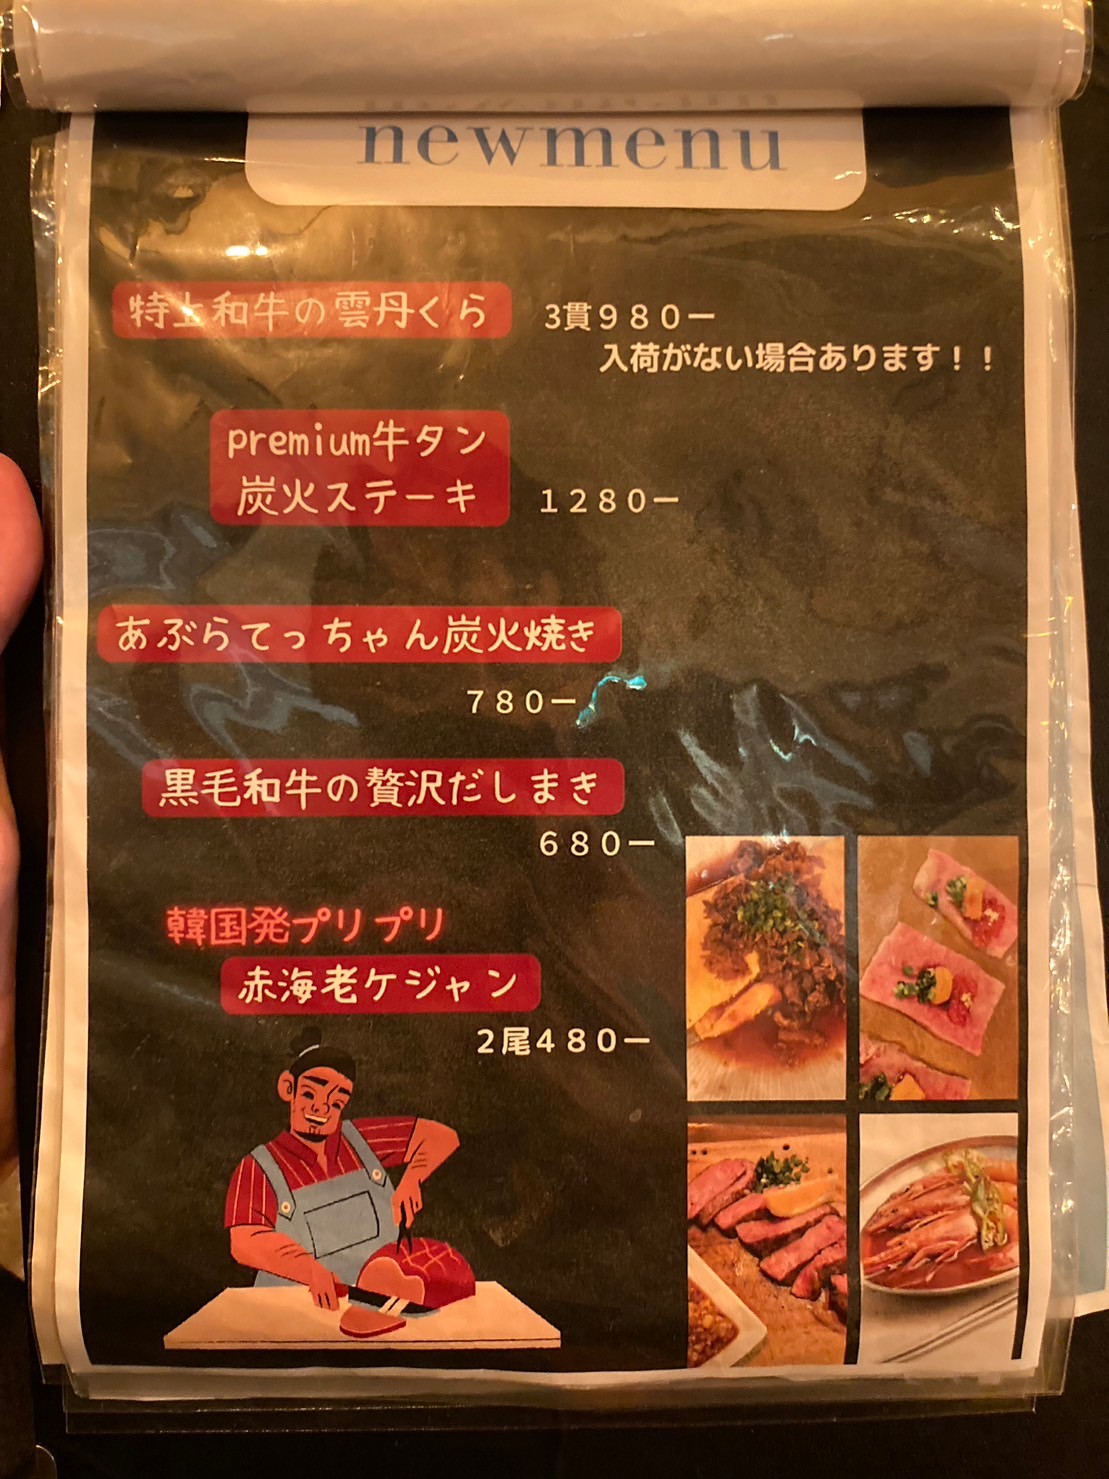 newmenu
特上和牛の雲丹くら 3貫980ー
入荷がない場合あります！！
premium牛タン
炭火ステーキ 1280ー
あぶらてっちゃん炭火焼き
780ー
黒毛和牛の贅沢だしまき
680ー
韓国発プリプリ
赤海老ケジャン
2尾480ー